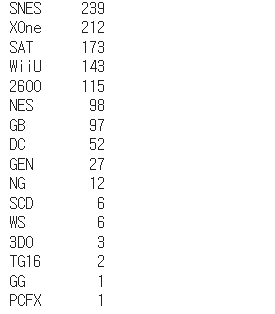 SNES 239
XOne 212
SAT 173
WiiU 143
2600 115
NES 98
GB 97
DC 52
GEN 27
NG 12
SCD 6
WS 6
3DO 3
TG16 2
GG 1
PCFX 1